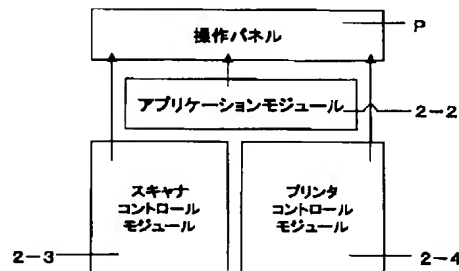 操作パネル
P
アプリケーションモジュール
2-2
スキャナ
コントロール
モジュール
プリンタ
コントロール
モジュール
2-3
2-4